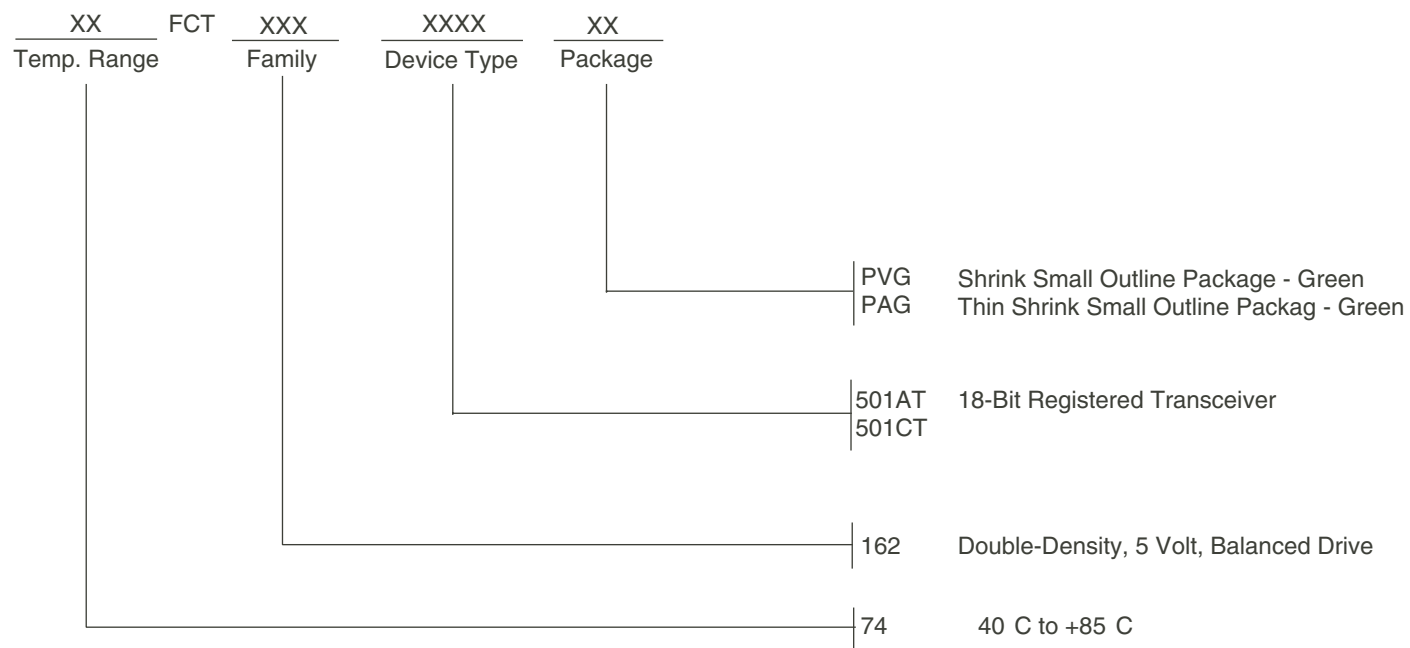 XX FCT XXX XXXX XX
Temp. Range Family Device Type Package
PVG Shrink Small Outline Package - Green
PAG Thin Shrink Small Outline Packag - Green
501AT 18-Bit Registered Transceiver
501CT
162 Double-Density, 5 Volt, Balanced Drive
74 40 C to +85 C